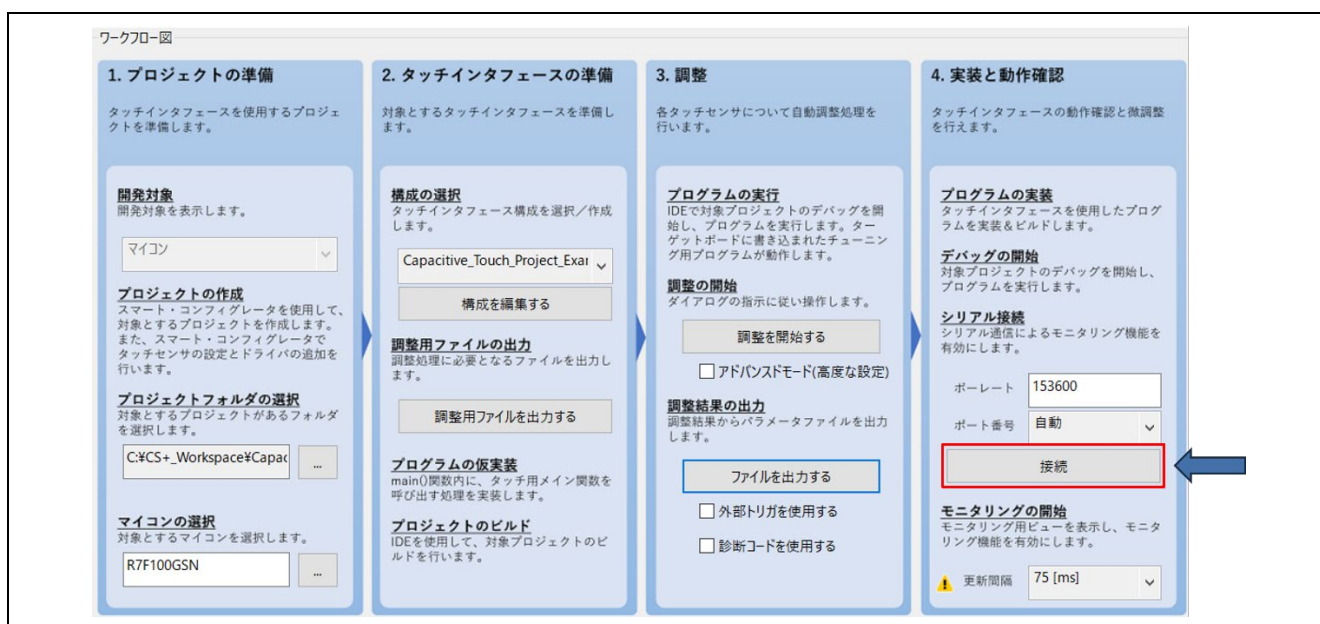 ワークフロー図
1. プロジェクトの準備
タッチインタフェースを使用するプロジェ
クトを準備します。
開発対象
開発対象を表示します。
マイコン
プロジェクトの作成
スマート・コンフィグレータを使用して、
対象とするプロジェクトを作成します。
また、スマート・コンフィグレータで
タッチセンサの設定とドライバの追加を
行います。
プロジェクトフォルダの選択
対象とするプロジェクトがあるフォルダ
を選択します。
C:¥CS+_Workspace¥Capac
...
マイコンの選択
対象とするマイコンを選択します。
R7F100GSN
...
2. タッチインタフェースの準備
対象とするタッチインタフェースを準備し
ます。
構成の選択
タッチインタフェース構成を選択／作成
します。
Capacitive_Touch_Project_Exar
構成を編集する
調整用ファイルの出力
調整処理に必要となるファイルを出力し
ます。
調整用ファイルを出力する
プログラムの仮実装
main()関数内に、タッチ用メイン関数を
呼び出す処理を実装します。
プロジェクトのビルド
IDEを使用して、対象プロジェクトのビ
ルドを行います。
3. 調整
各タッチセンサについて自動調整処理を
行います。
プログラムの実行
IDEで対象プロジェクトのデバッグを開
始し、プログラムを実行します。ター
ゲットボードに書き込まれたチューニン
グ用プログラムが動作します。
調整の開始
ダイアログの指示に従い操作します。
調整を開始する
アドバンスドモード(高度な設定)
調整結果の出力
調整結果からパラメータファイルを出力
します。
ファイルを出力する
外部トリガを使用する
診断コードを使用する
4. 実装と動作確認
タッチインタフェースの動作確認と微調整
を行えます。
プログラムの実装
タッチインタフェースを使用したプログ
ラムを実装&ビルドします。
デバッグの開始
対象プロジェクトのデバッグを開始し、
プログラムを実行します。
シリアル接続
シリアル通信によるモニタリング機能を
有効にします。
ボーレート 153600
ポート番号 自動
接続
モニタリングの開始
モニタリング用ビューを表示し、モニタ
リング機能を有効にします。
更新間隔 75 [ms]